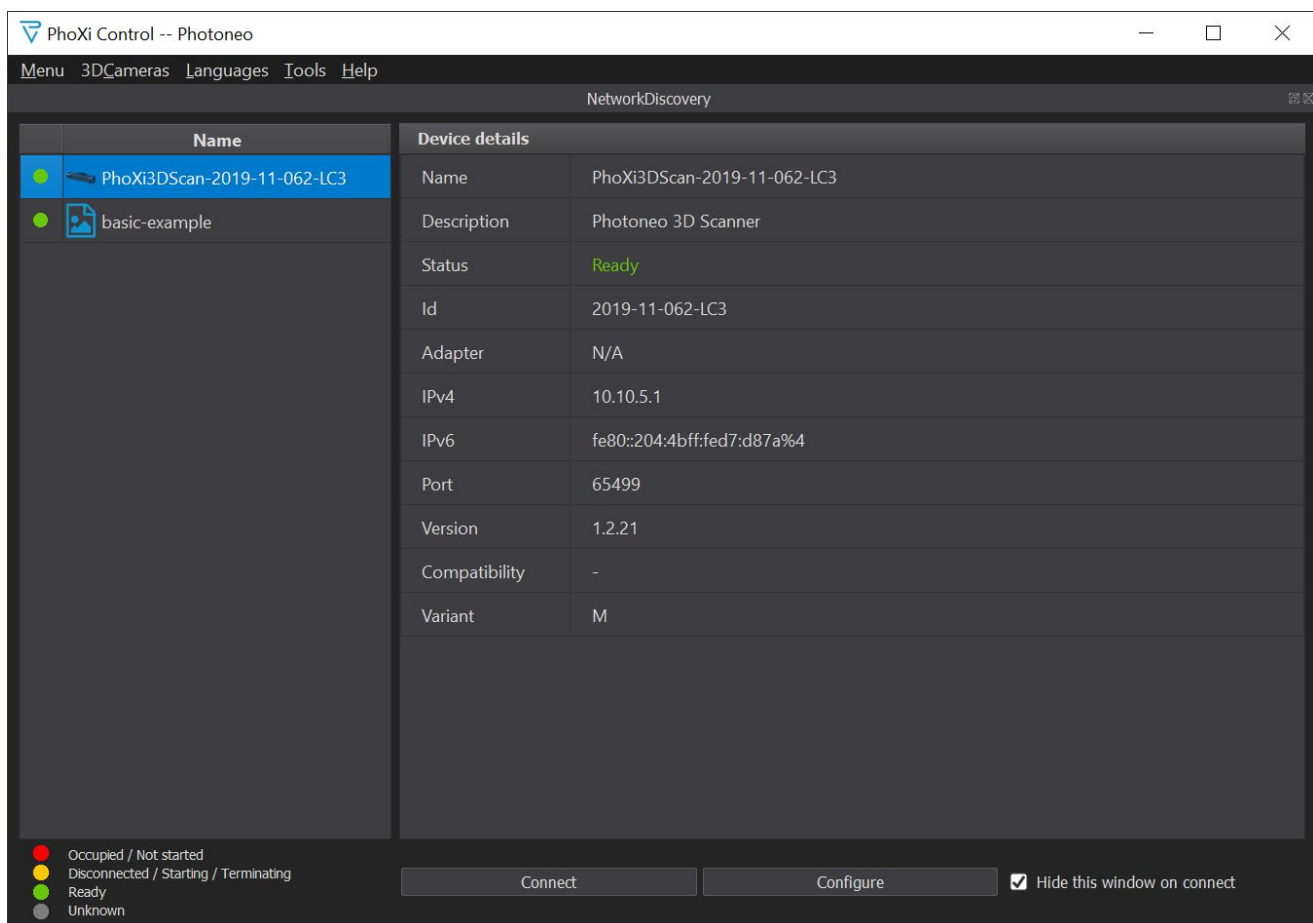 PhoXi Control -- Photoneo
Menu 3DCameras Languages Tools Help
NetworkDiscovery
Name
PhoXi3DScan-2019-11-062-LC3
basic-example
Device details
Name PhoXi3DScan-2019-11-062-LC3
Description Photoneo 3D Scanner
Status Ready
Id 2019-11-062-LC3
Adapter N/A
IPv4 10.10.5.1
IPv6 fe80::204:4bff:fed7:d87a%4
Port 65499
Version 1.2.21
Compatibility -
Variant M
Occupied / Not started
Disconnected / Starting / Terminating
Ready
Unknown
Connect Configure Hide this window on connect